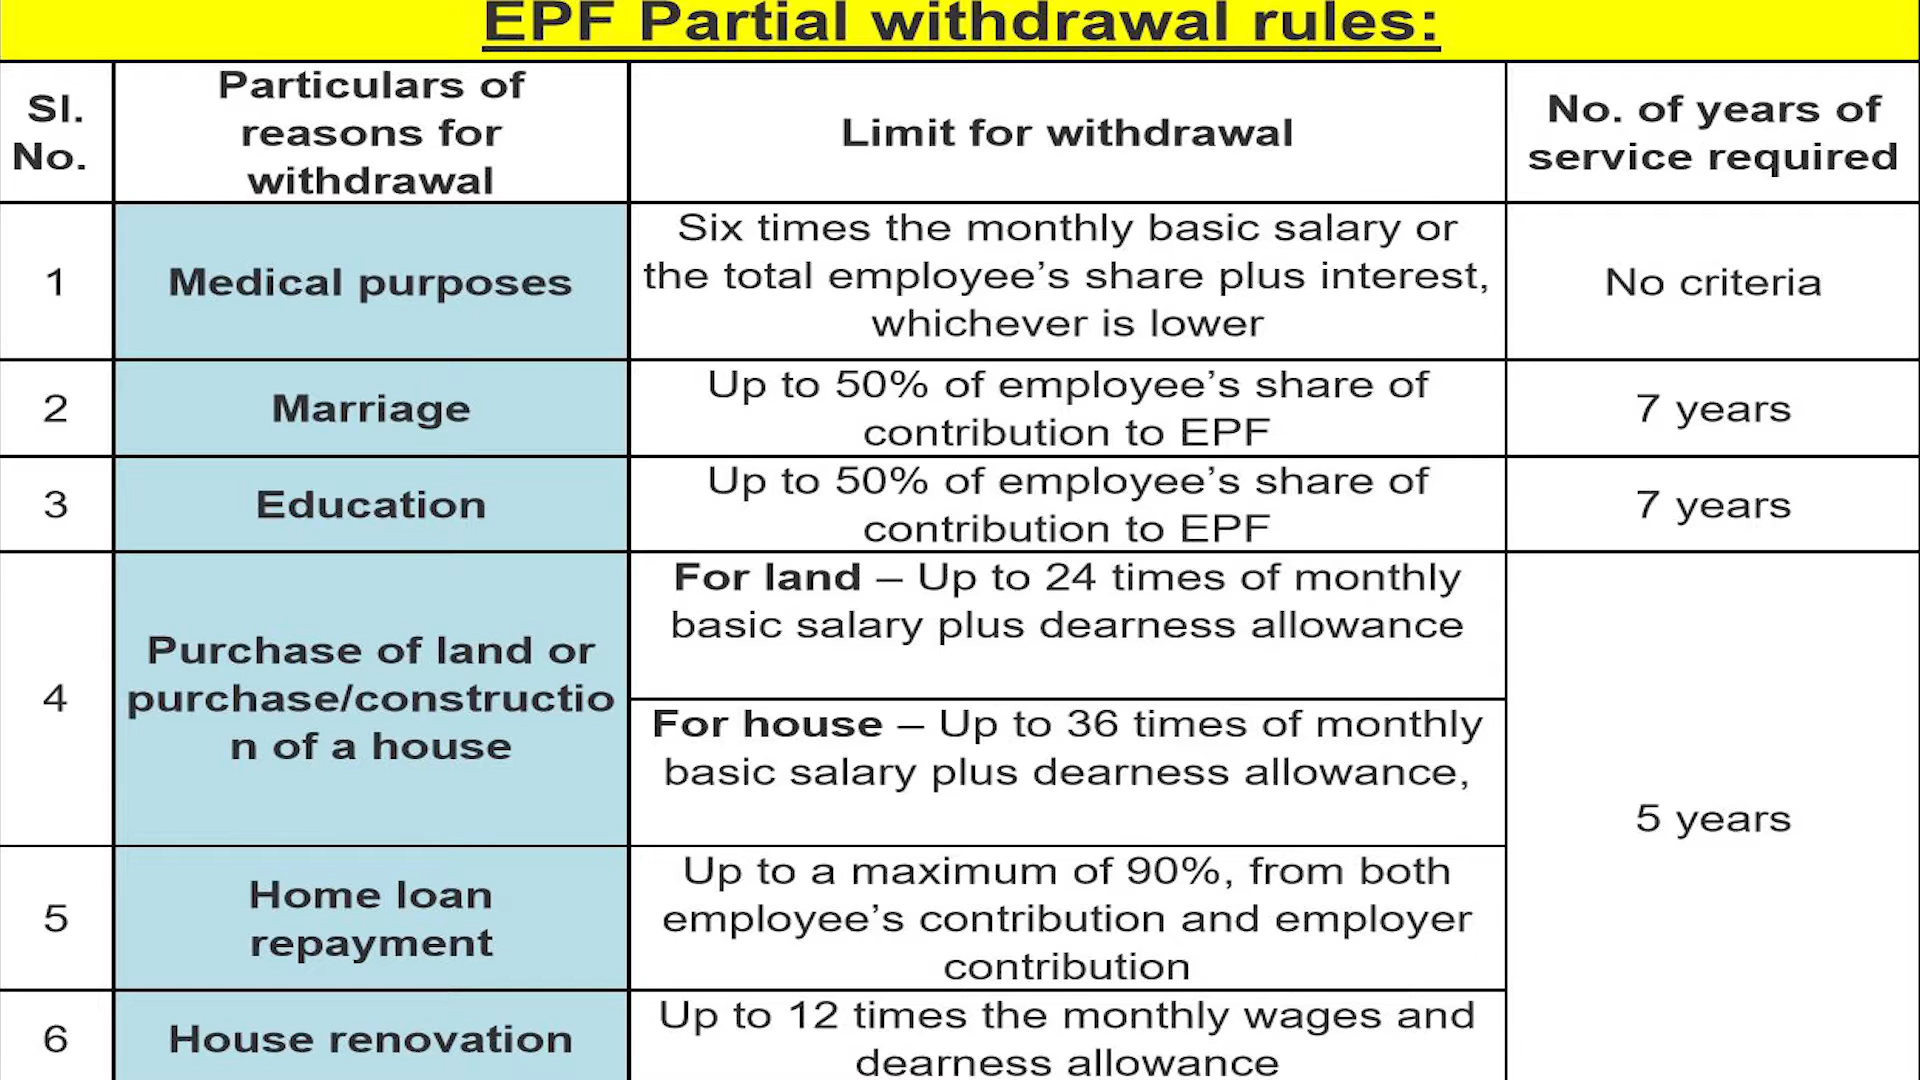 EPF Partial withdrawal rules:
Sl.
No.
Particulars of
reasons for
withdrawal
Limit for withdrawal
No. of years of
service required
1
Medical purposes
Six times the monthly basic salary or
the total employee’s share plus interest,
whichever is lower
No criteria
2
Marriage
Up to 50% of employee’s share of
contribution to EPF
7 years
3
Education
Up to 50% of employee’s share of
contribution to EPF
7 years
4
Purchase of land or
purchase/constructio
n of a house
For land – Up to 24 times of monthly
basic salary plus dearness allowance
For house – Up to 36 times of monthly
basic salary plus dearness allowance,
5 years
5
Home loan
repayment
Up to a maximum of 90%, from both
employee’s contribution and employer
contribution
6
House renovation
Up to 12 times the monthly wages and
dearness allowance